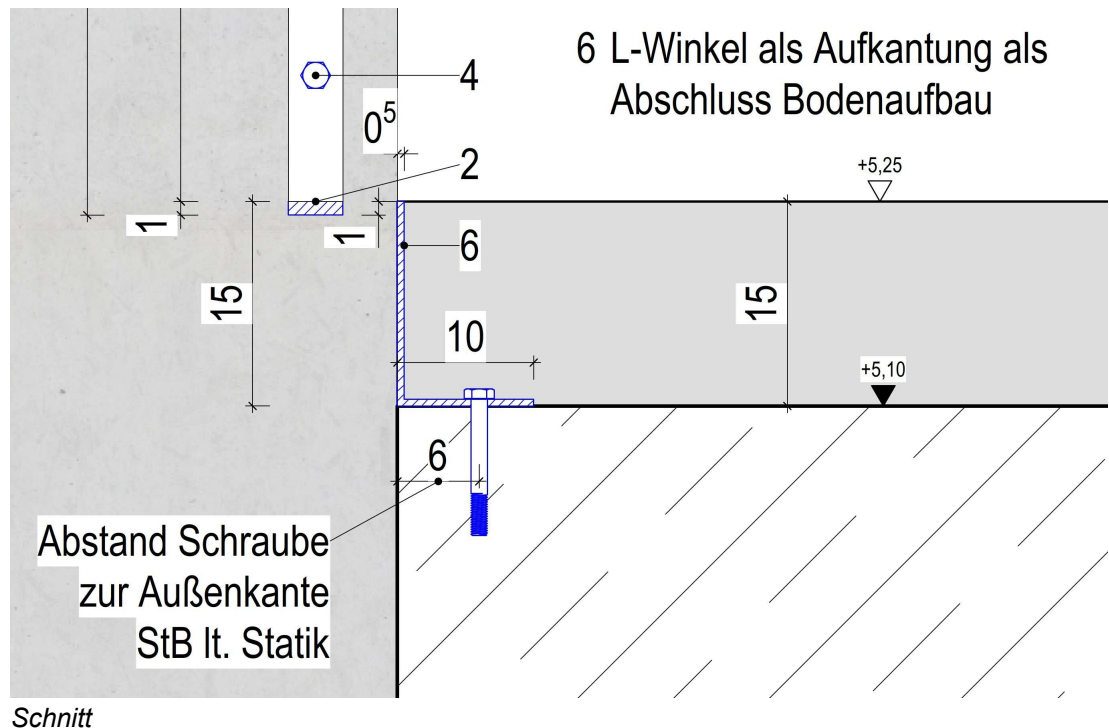 6 L-Winkel als Aufkantung als
Abschluss Bodenaufbau
4
0⁵
2
+5,25
1
1
6
15
15
10
+5,10
6
Abstand Schraube
zur Außenkante
StB lt. Statik
Schnitt